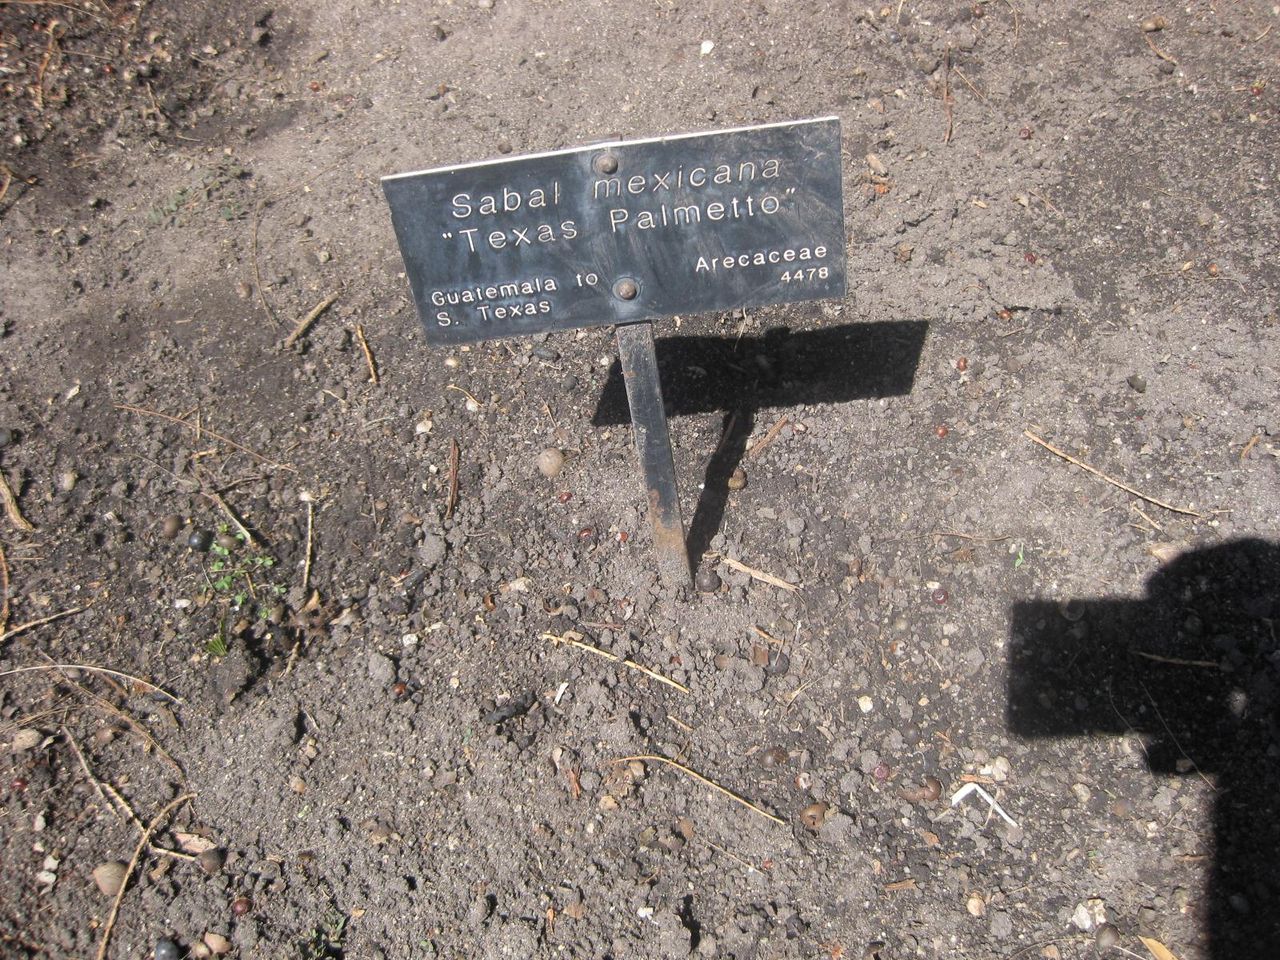 Sabal mexicana
"Texas Palmetto"
Arecaceae
Guatemala to 4478
S. Texas